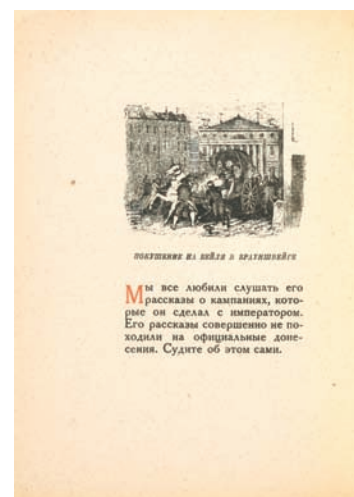 ПОКУШЕНИЕ НА БЕЙЛЯ В БРАУНШВЕЙГЕ
Мы все любили слушать его
рассказы о кампаниях, кото-
рые он сделал с императором.
Его рассказы совершенно не по-
ходили на официальные доне-
сения. Судите об этом сами.